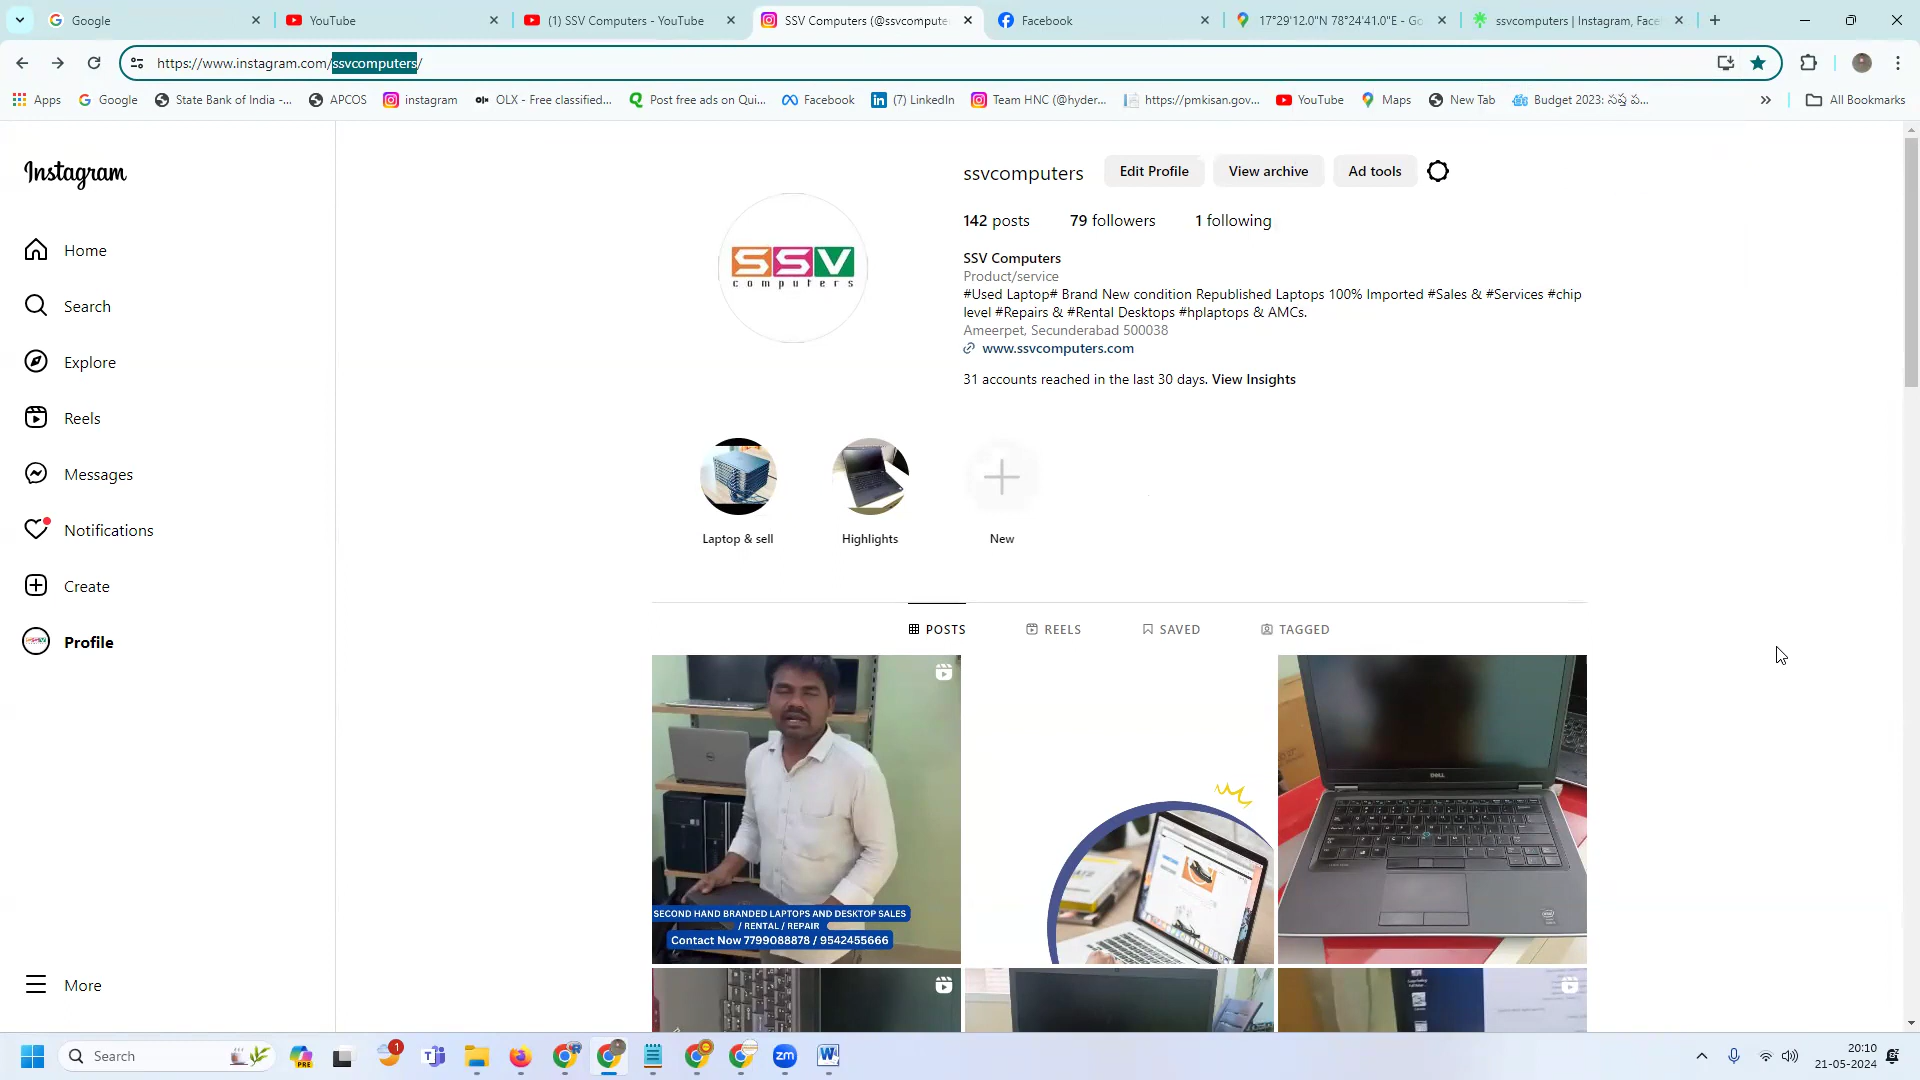 Google
YouTube
(1) SSV Computers - YouTube
SSV Computers (@ssvcompute
Facebook
17°29'12.0"N 78°24'41.0"E - Go
ssvcomputers | Instagram, Face
https://www.instagram.com/ssvcomputers/
Apps
Google
State Bank of India -...
APCOS
instagram
OLX - Free classified...
Post free ads on Qui...
Facebook
(7) LinkedIn
Team HNC (@hyder...
https://pmkisan.gov...
YouTube
Maps
New Tab
Budget 2023: నష్ట ప...
All Bookmarks
Instagram
Home
Search
Explore
Reels
Messages
Notifications
Create
Profile
More
ssvcomputers
Edit Profile
View archive
Ad tools
142 posts
79 followers
1 following
SSV Computers
Product/service
#Used Laptop# Brand New condition Republished Laptops 100% Imported #Sales & #Services #chip
level #Repairs & #Rental Desktops #hplaptops & AMCs.
Ameerpet, Secunderabad 500038
www.ssvcomputers.com
31 accounts reached in the last 30 days. View Insights
SSV
computers
Laptop & sell
Highlights
New
POSTS
REELS
SAVED
TAGGED
SECOND HAND BRANDED LAPTOPS AND DESKTOP SALES
/ RENTAL / REPAIR
Contact Now 7799088878 / 9542455666
DELL
Search
PRE
1
zm
20:10
21-05-2024